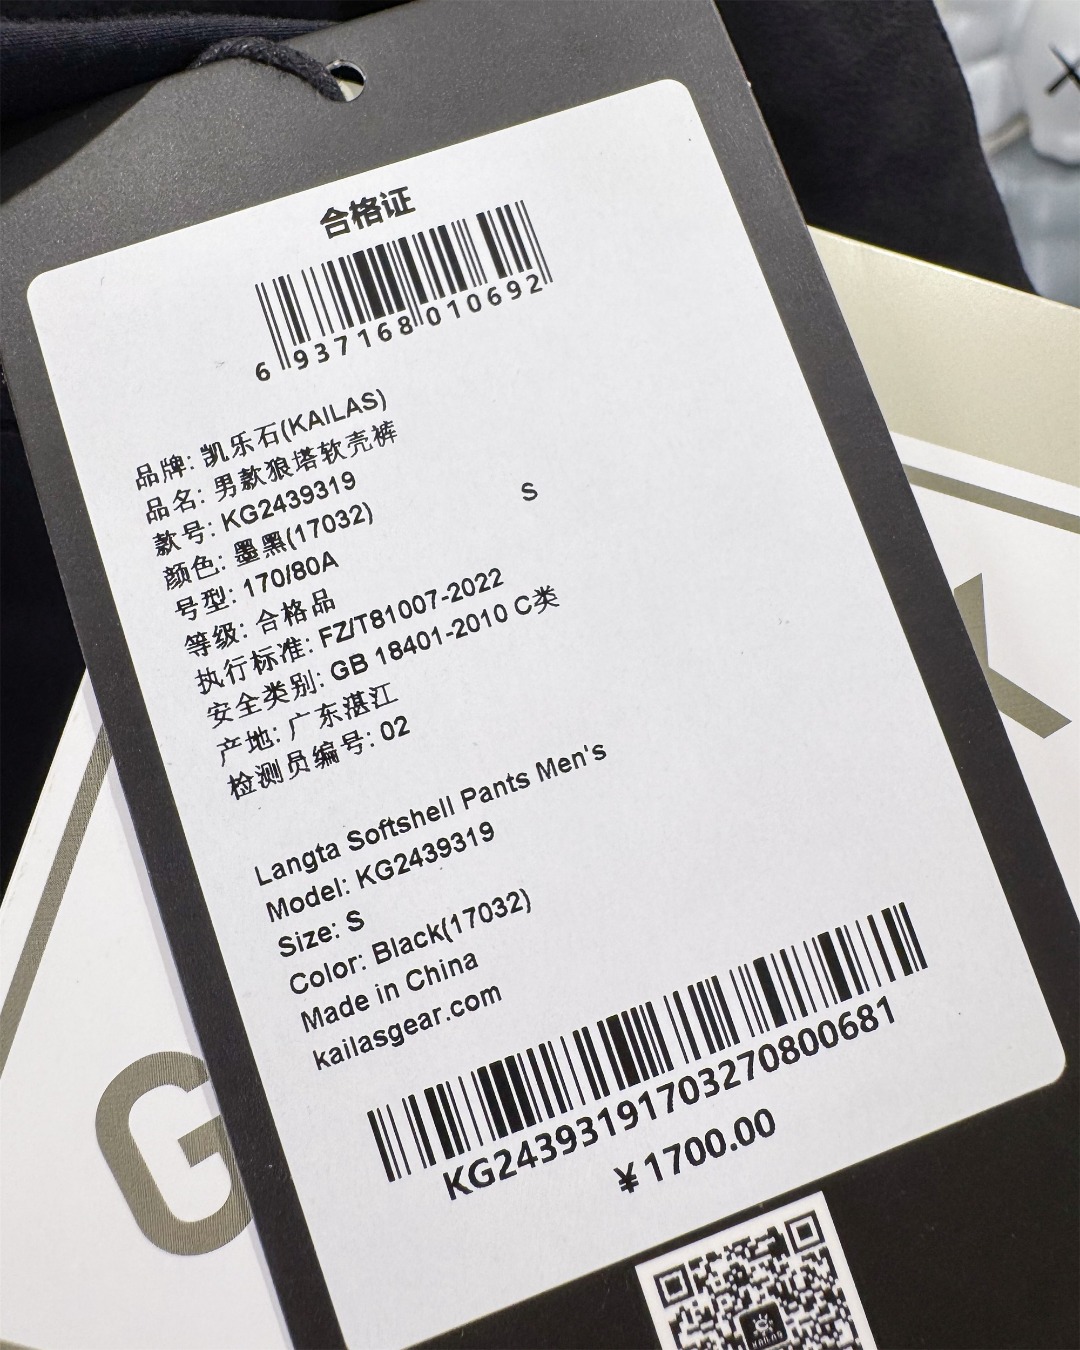 合格证
6 937168 010692
品牌: 凯乐石(KAILAS)
品名: 男款狼塔软壳裤
款号: KG2439319
S
颜色: 墨黑(17032)
号型: 170/80A
等级: 合格品
执行标准: FZ/T81007-2022
安全类别: GB 18401-2010 C类
产地: 广东湛江
检测员编号: 02
Langta Softshell Pants Men's
Model: KG2439319
Size: S
Color: Black(17032)
Made in China
kailasgear.com
KG24393191703270800681
¥1700.00
G